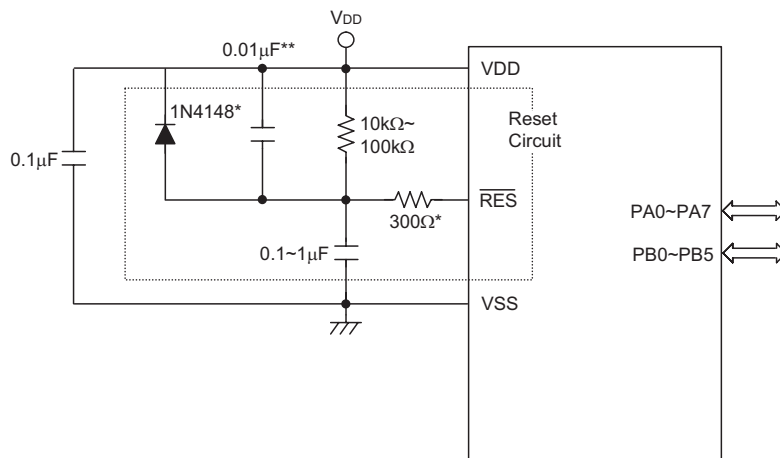 VDD
0.01μF**
VDD
1N4148*
10kΩ~
100kΩ
Reset
Circuit
0.1μF
RES
300Ω*
PA0~PA7
0.1~1μF
PB0~PB5
VSS